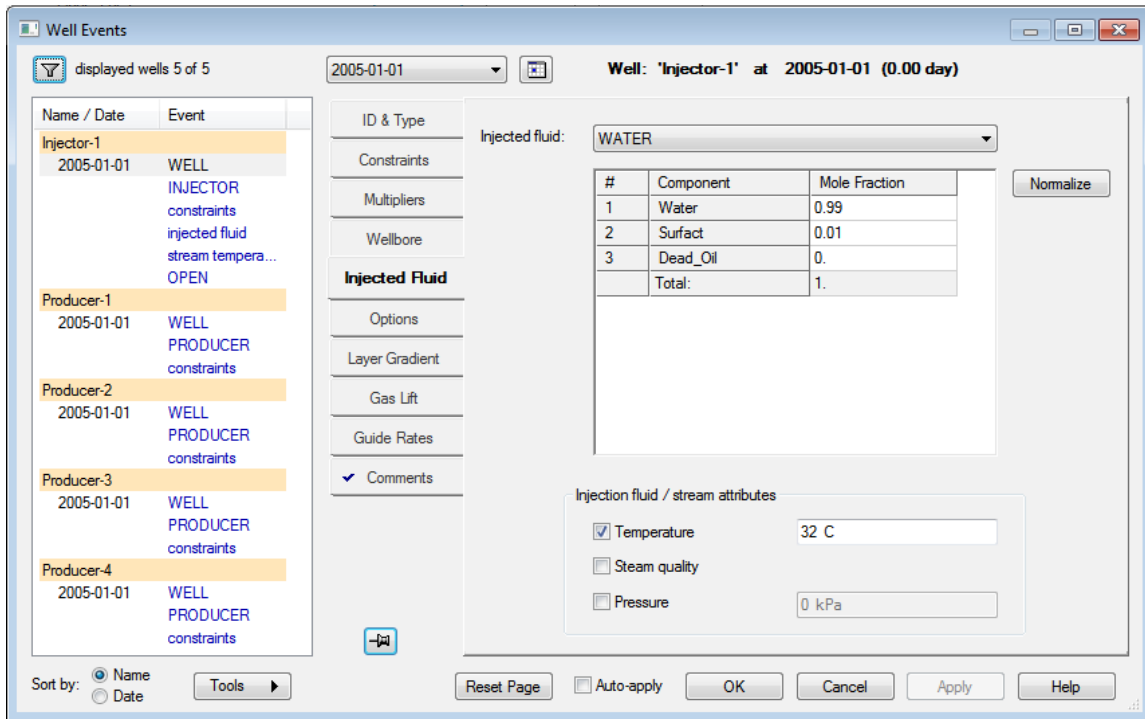 Well Events
displayed wells 5 of 5
2005-01-01
Well: 'Injector-1' at 2005-01-01 (0.00 day)
Name / Date Event
Injector-1
2005-01-01 WELL
INJECTOR
constraints
injected fluid
stream tempera...
OPEN
Producer-1
2005-01-01 WELL
PRODUCER
constraints
Producer-2
2005-01-01 WELL
PRODUCER
constraints
Producer-3
2005-01-01 WELL
PRODUCER
constraints
Producer-4
2005-01-01 WELL
PRODUCER
constraints
ID & Type
Constraints
Multipliers
Wellbore
Injected Fluid
Options
Layer Gradient
Gas Lift
Guide Rates
Comments
Injected fluid: WATER
# Component Mole Fraction
1 Water 0.99
2 Surfact 0.01
3 Dead_Oil 0.
Total: 1.
Normalize
Injection fluid / stream attributes
Temperature 32 C
Steam quality
Pressure 0 kPa
Sort by: Name
Date
Tools
Reset Page
Auto-apply
OK
Cancel
Apply
Help